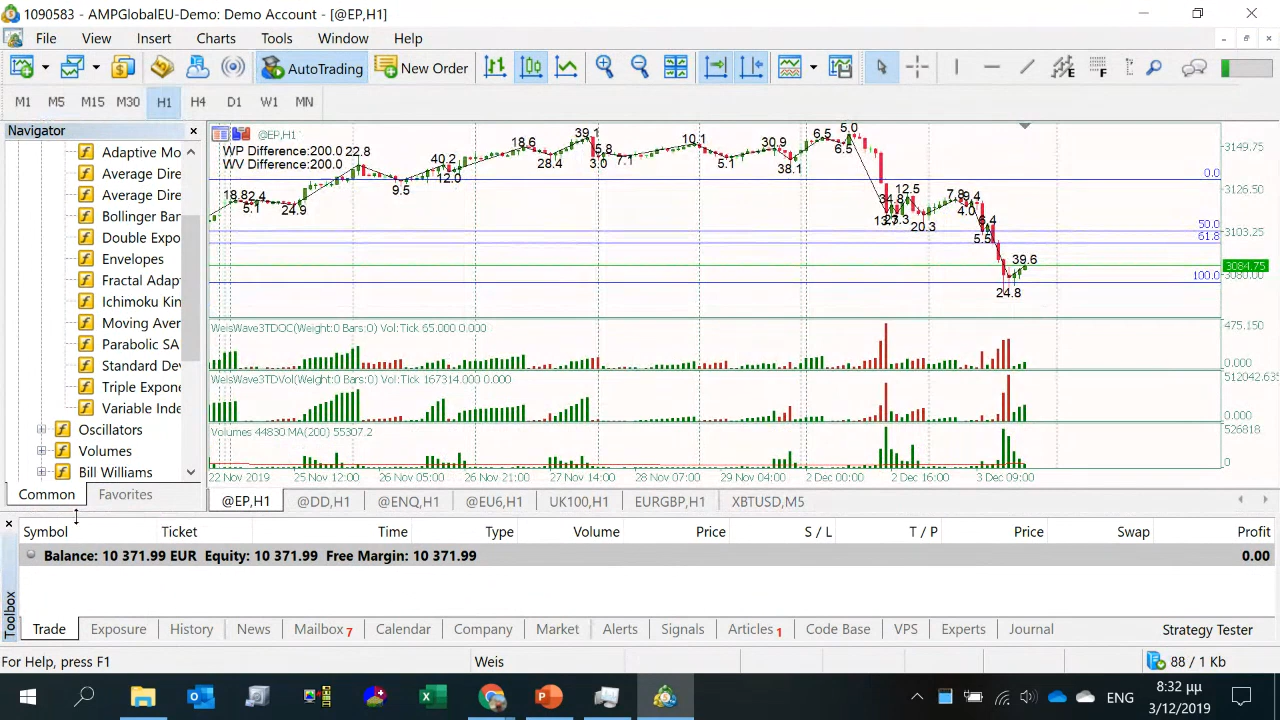 1090583 - AMPGlobalEU-Demo: Demo Account - [@EP,H1]
File View Insert Charts Tools Window Help
AutoTrading New Order
M1 M5 M15 M30 H1 H4 D1 W1 MN
Navigator
Adaptive Mo
Average Dire
Average Dire
Bollinger Ban
Double Expo
Envelopes
Fractal Adap
Ichimoku Kin
Moving Aver
Parabolic SA
Standard Dev
Triple Expone
Variable Inde
Oscillators
Volumes
Bill Williams
Common Favorites
@EP,H1
WP Difference:200.0
WV Difference:200.0
22.8
18.8 2.4
5.1
24.9
9.5
40.2
12.0
18.6
28.4
39.1
5.8
3.0
10.1
5.1
30.9
38.1
6.5
5.0
6.5
12.5
20.3
7.8
9.4
4.0
6.4
5.5
39.6
24.8
0.0
50.0
61.8
100.0
3149.75
3126.50
3103.25
3084.75
3080.00
WeisWave3TDOC(Weight:0 Bars:0) Vol:Tick 65.000 0.000
475.150
0.000
WeisWave3TDVol(Weight:0 Bars:0) Vol:Tick 167314.000 0.000
512042.635
0.000
Volumes 44830 MA(200) 55307.2
526818
0
22 Nov 2019 25 Nov 12:00 26 Nov 05:00 26 Nov 21:00 27 Nov 14:00 28 Nov 07:00 29 Nov 04:00 2 Dec 00:00 2 Dec 16:00 3 Dec 09:00
@EP,H1 @DD,H1 @ENQ,H1 @EU6,H1 UK100,H1 EURGBP,H1 XBTUSD,M5
Symbol Ticket Time Type Volume Price S / L T / P Price Swap Profit
Balance: 10 371.99 EUR Equity: 10 371.99 Free Margin: 10 371.99 0.00
Toolbox
Trade Exposure History News Mailbox 7 Calendar Company Market Alerts Signals Articles 1 Code Base VPS Experts Journal Strategy Tester
For Help, press F1 Weis 88 / 1 Kb
ENG
8:32 μμ
3/12/2019